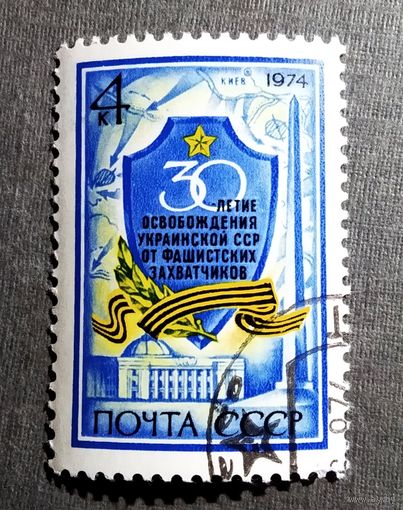 4 К
КИЕВ
1974
30-ЛЕТИЕ
ОСВОБОЖДЕНИЯ
УКРАИНСКОЙ ССР
ОТ ФАШИСТСКИХ
ЗАХВАТЧИКОВ
ПОЧТА СССР